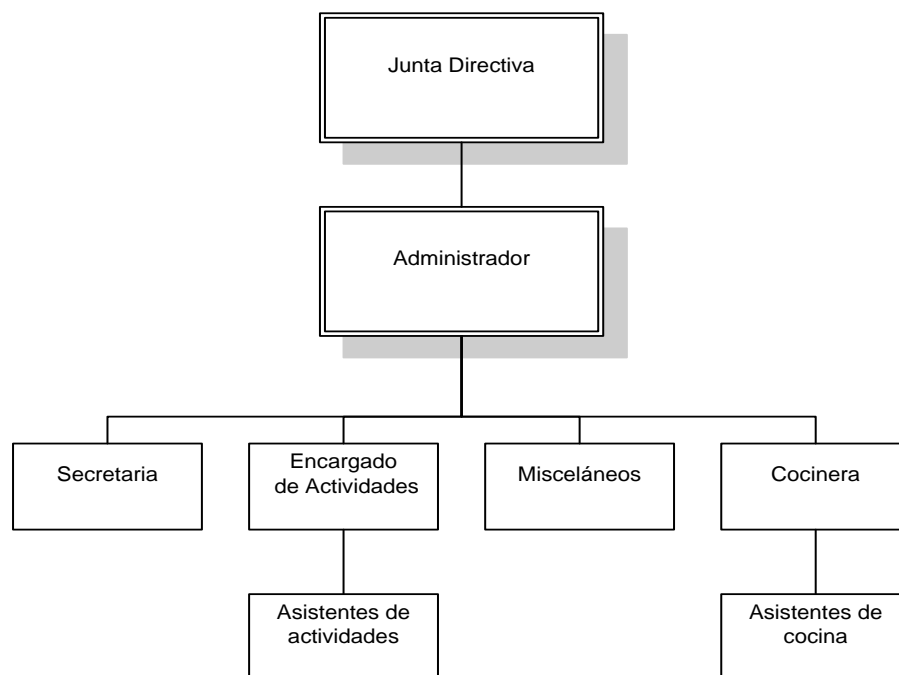 Junta Directiva
Administrador
Secretaria
Encargado
de Actividades
Misceláneos
Cocinera
Asistentes de
actividades
Asistentes de
cocina